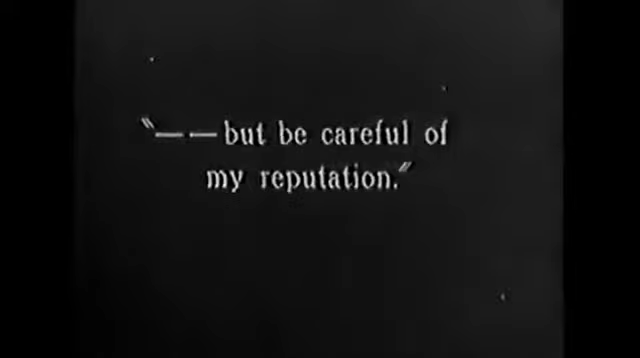 "— — but be careful of
my reputation."